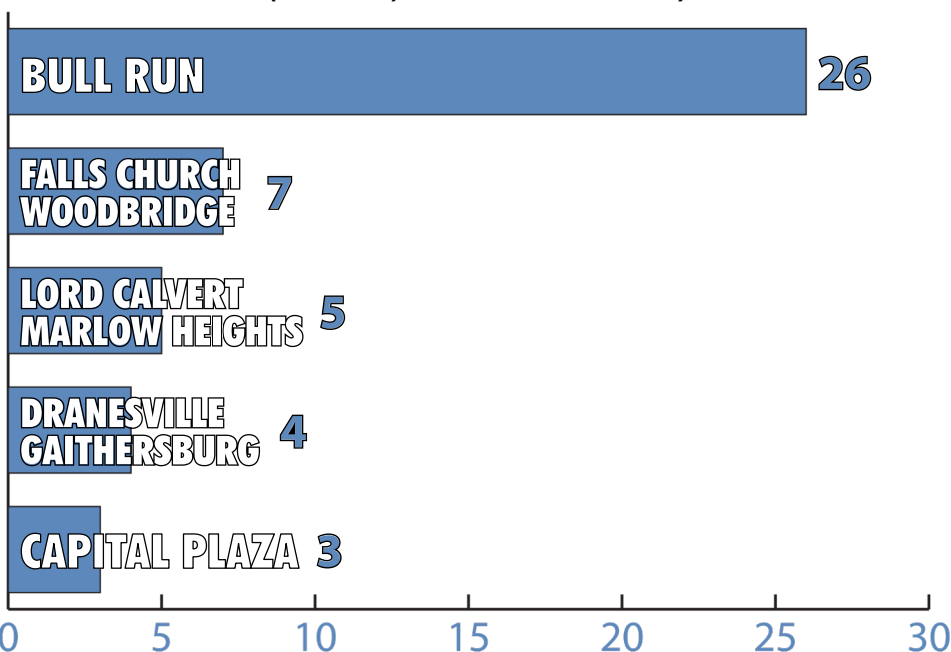 BULL RUN 26
FALLS CHURCH
WOODBRIDGE 7
LORD CALVERT
MARLOW HEIGHTS 5
DRANESVILLE
GAITHERSBURG 4
CAPITAL PLAZA 3
0 5 10 15 20 25 30